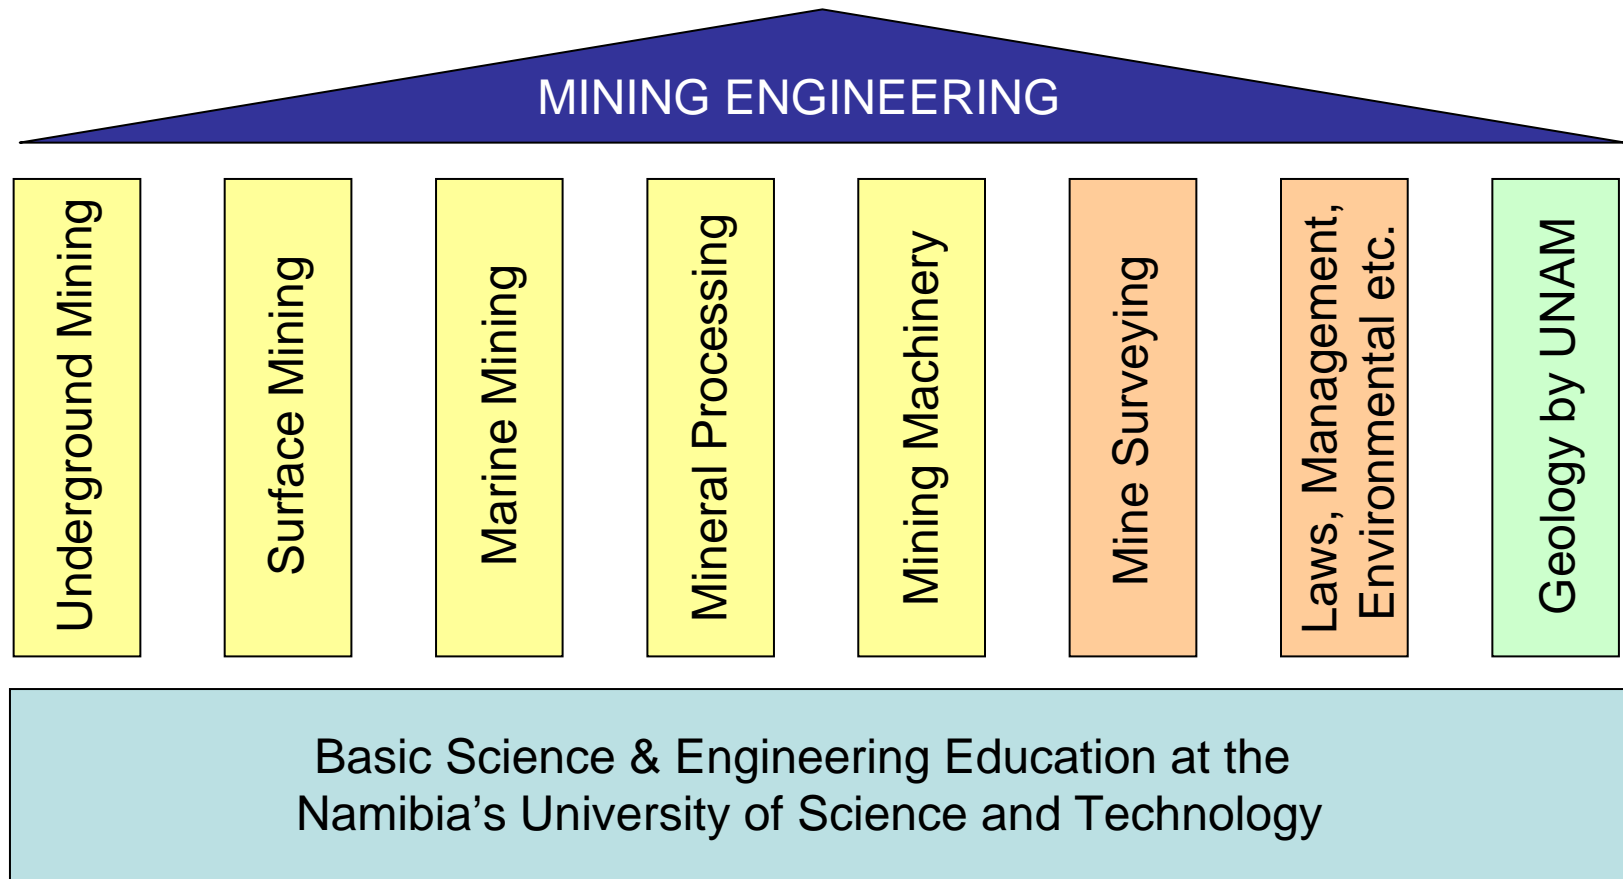 MINING ENGINEERING
Underground Mining
Surface Mining
Marine Mining
Mineral Processing
Mining Machinery
Mine Surveying
Laws, Management,
Environmental etc.
Geology by UNAM
Basic Science & Engineering Education at the
Namibia’s University of Science and Technology